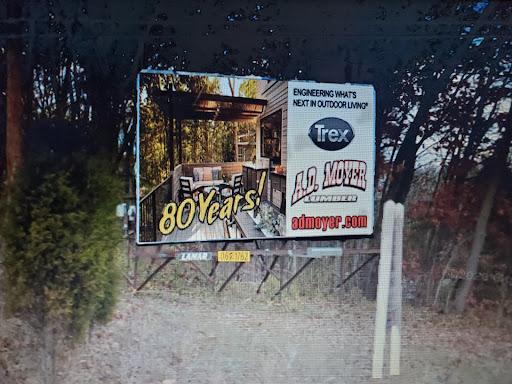 ENGINEERING WHAT'S
NEXT IN OUTDOOR LIVING®
Trex
A.D. MOYER
LUMBER
80 Years!
admoyer.com
LAMAR